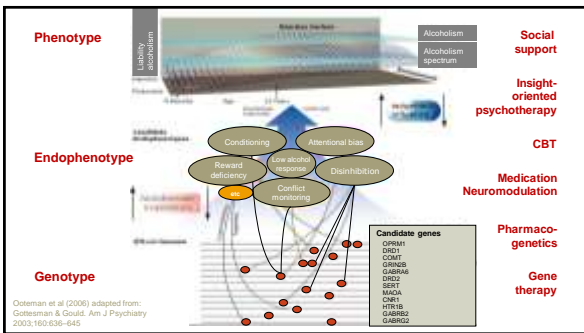 Phenotype
Liability
alcoholism
Alcoholism
Alcoholism
spectrum
Social
support
Insight-
oriented
psychotherapy
Conditioning
Attentional bias
CBT
Endophenotype
Reward
deficiency
Low alcohol
response
Disinhibition
etc
Conflict
monitoring
Medication
Neuromodulation
Pharmaco-
genetics
Genotype
Gene
therapy
Candidate genes
OPRM1
DRD1
COMT
GRIN2B
GABRA6
DRD2
SERT
MAOA
CNR1
HTR1B
GABRB2
GABRG2
Ooteman et al (2006) adapted from:
Gottesman & Gould. Am J Psychiatry
2003;160:636–645